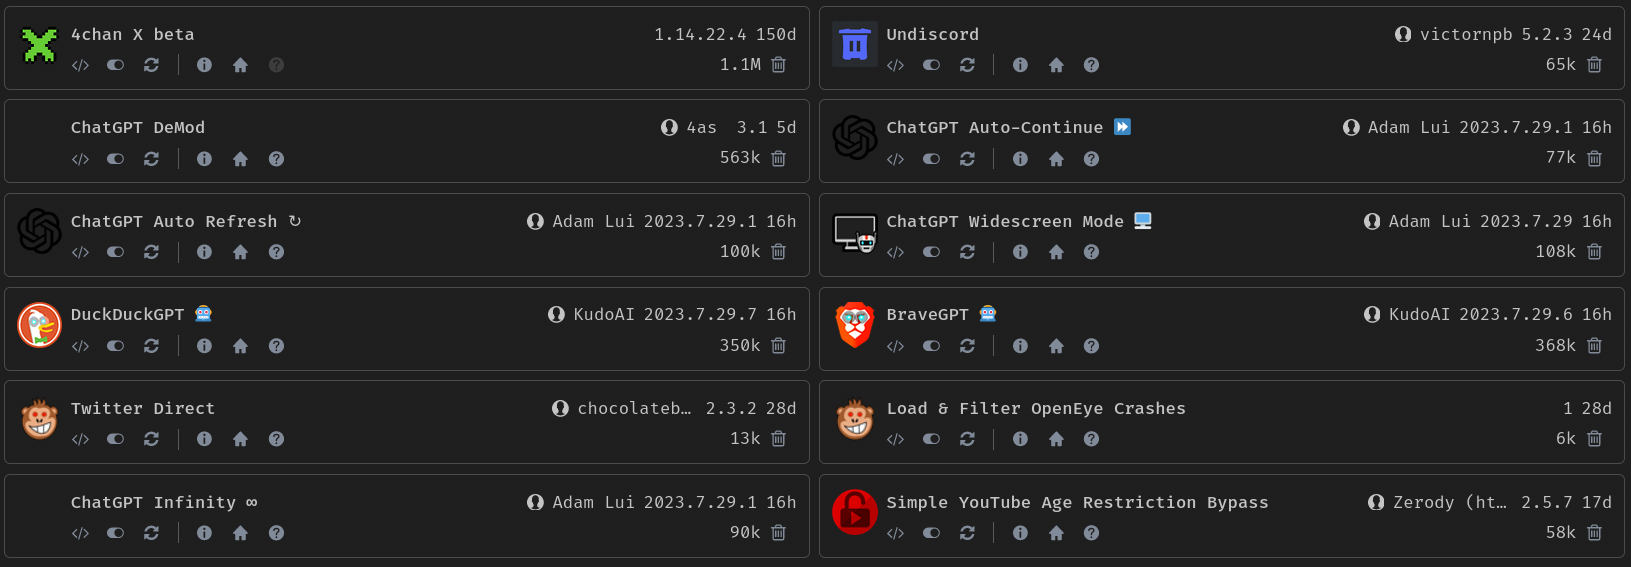 4chan X beta 1.14.22.4 150d
1.1M
Undiscord victornpb 5.2.3 24d
65k
ChatGPT DeMod 4as 3.1 5d
563k
ChatGPT Auto-Continue ⏩ Adam Lui 2023.7.29.1 16h
77k
ChatGPT Auto Refresh ↻ Adam Lui 2023.7.29.1 16h
100k
ChatGPT Widescreen Mode 🖥️ Adam Lui 2023.7.29 16h
108k
DuckDuckGPT 🤖 KudoAI 2023.7.29.7 16h
350k
BraveGPT 🤖 KudoAI 2023.7.29.6 16h
368k
Twitter Direct chocolateb… 2.3.2 28d
13k
Load & Filter OpenEye Crashes 1 28d
6k
ChatGPT Infinity ∞ Adam Lui 2023.7.29.1 16h
90k
Simple YouTube Age Restriction Bypass Zerody (ht… 2.5.7 17d
58k